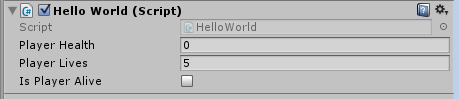 Hello World (Script)
Script HelloWorld
Player Health 0
Player Lives 5
Is Player Alive